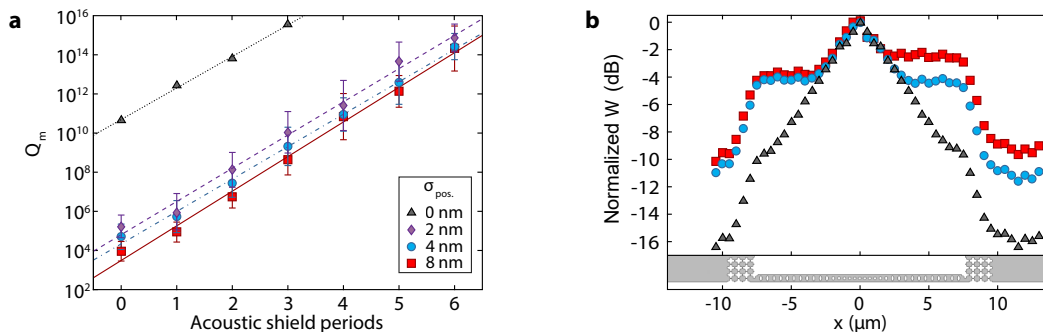 a
Q_m
10^16
10^14
10^12
10^10
10^8
10^6
10^4
10^2
0 1 2 3 4 5 6
Acoustic shield periods
σ_pos.
0 nm
2 nm
4 nm
8 nm
b
Normalized W (dB)
0
-2
-4
-6
-8
-10
-12
-14
-16
-10 -5 0 5 10
x (μm)